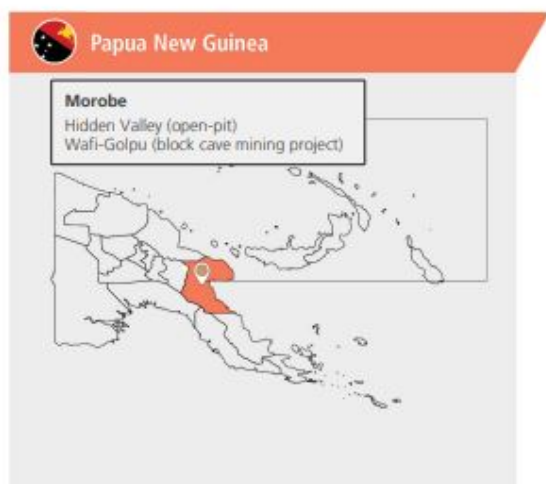 Papua New Guinea
Morobe
Hidden Valley (open-pit)
Wafi-Golpu (block cave mining project)